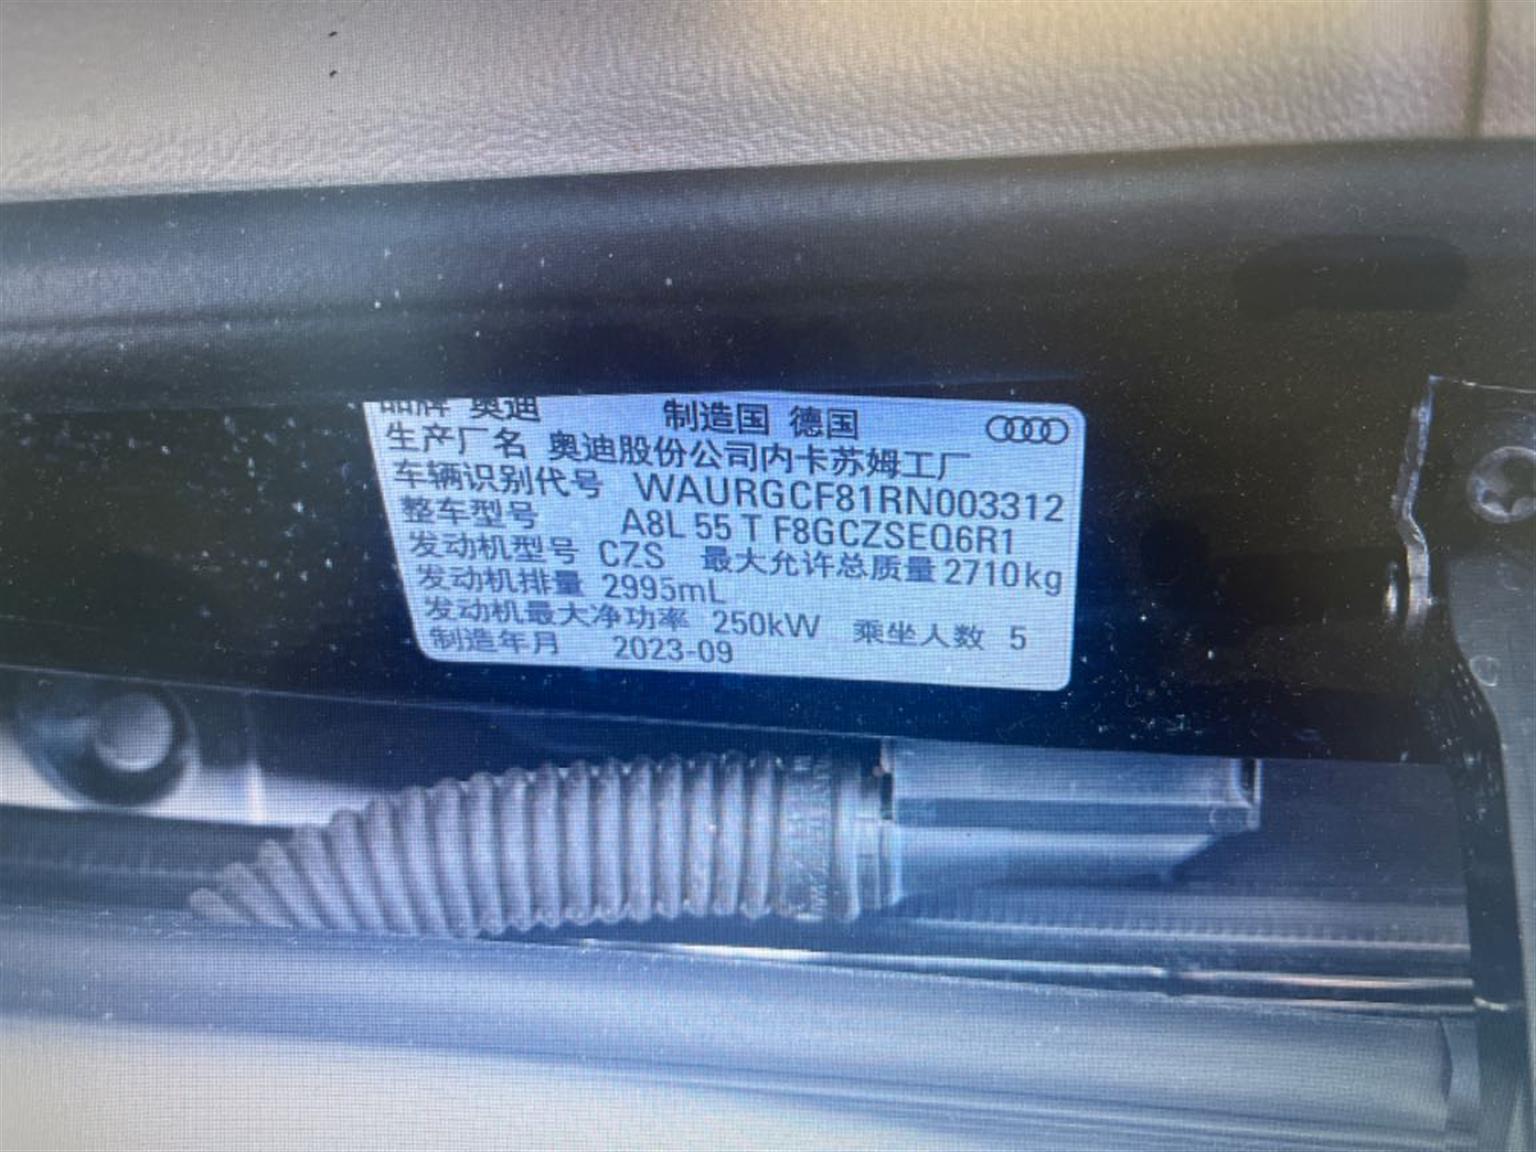 品牌 奥迪 制造国 德国
生产厂名 奥迪股份公司内卡苏姆工厂
车辆识别代号 WAURGCF81RN003312
整车型号 A8L 55 T F8GCZSEQ6R1
发动机型号 CZS 最大允许总质量 2710kg
发动机排量 2995mL
发动机最大净功率 250kW 乘坐人数 5
制造年月 2023-09